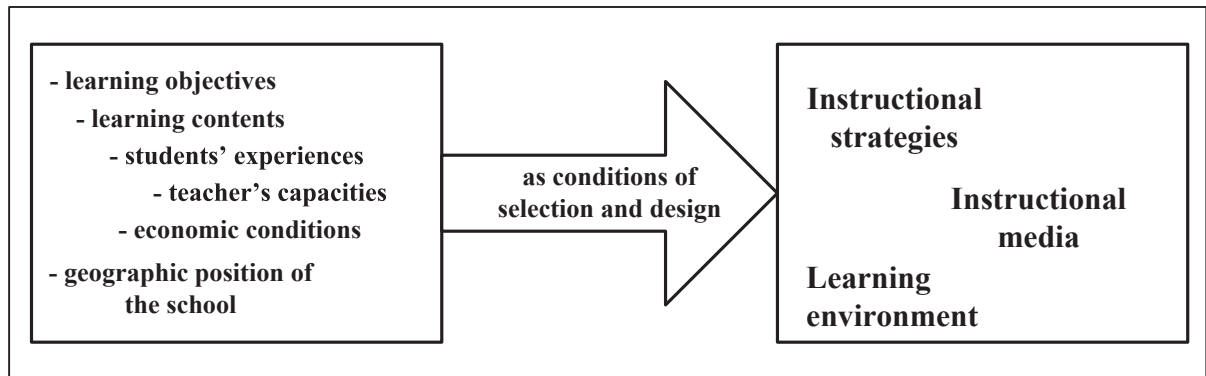 - learning objectives
- learning contents
- students’ experiences
- teacher’s capacities
- economic conditions
- geographic position of
the school
as conditions of
selection and design
Instructional
strategies
Instructional
media
Learning
environment